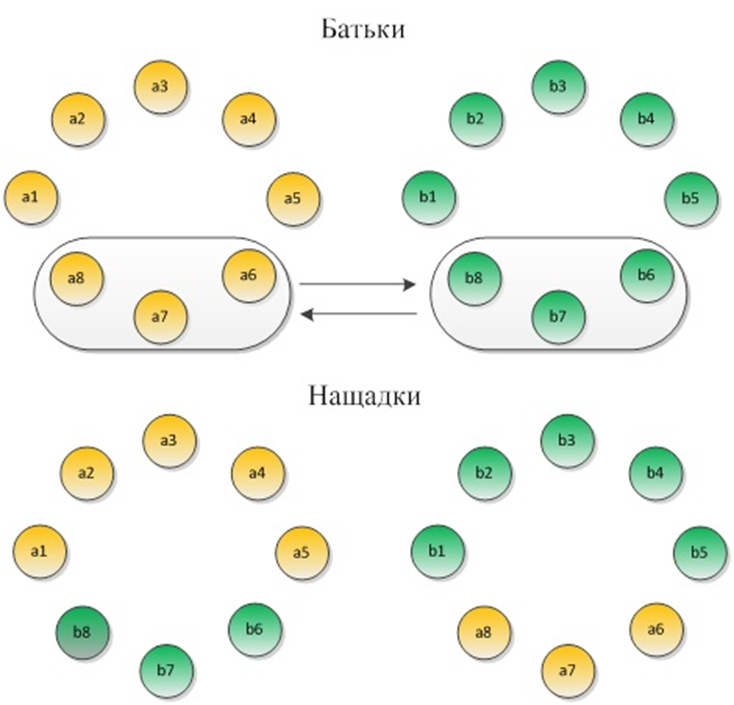 Батьки
a3 b3
a2 a4 b2 b4
a1 a5 b1 b5
a8 a6 b8 b6
a7 b7
Нащадки
a3 b3
a2 a4 b2 b4
a1 a5 b1 b5
b8 b6 a8 a6
b7 a7